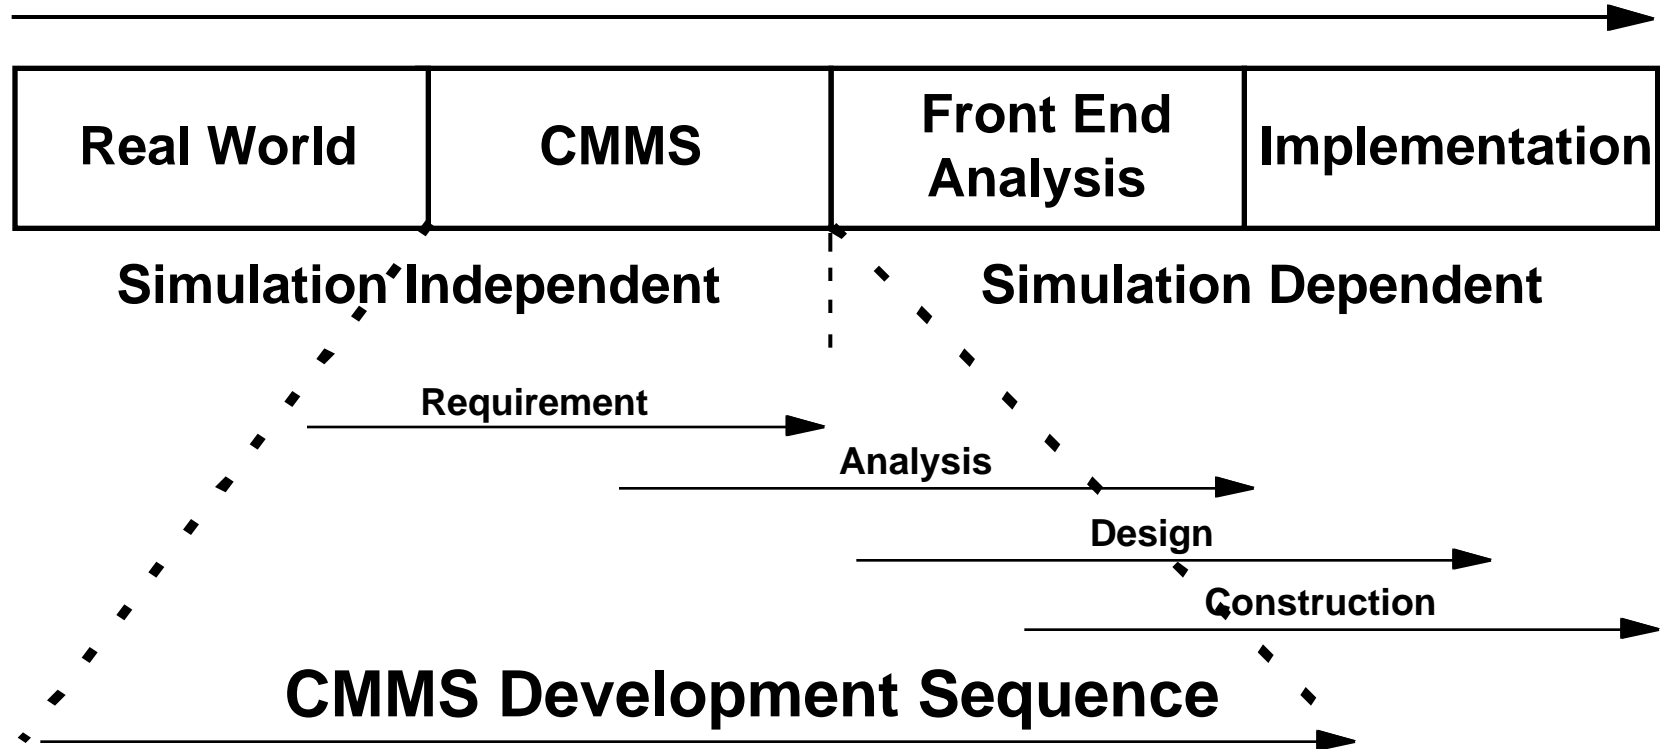 Real World
CMMS
Front End
Analysis
Implementation
Simulation Independent
Simulation Dependent
Requirement
Analysis
Design
Construction
CMMS Development Sequence